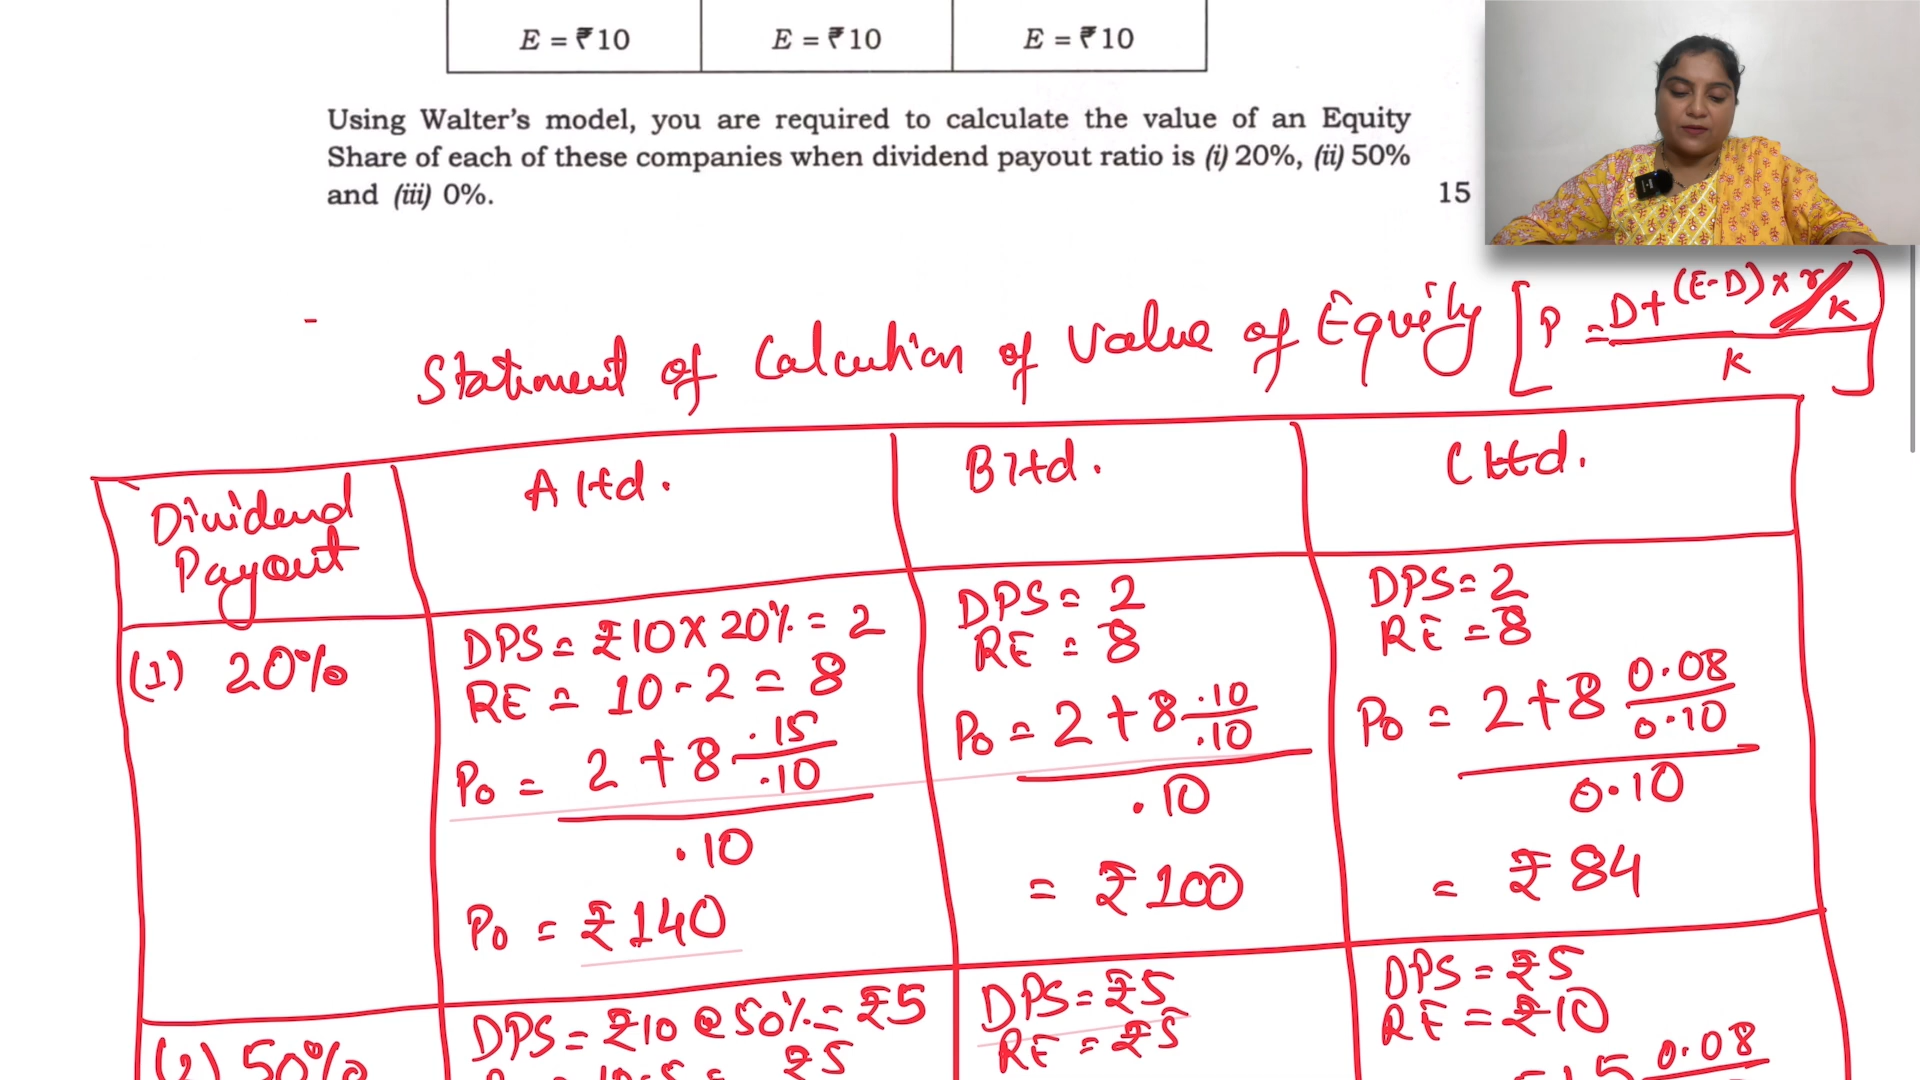 E = ₹10 E = ₹10 E = ₹10
Using Walter's model, you are required to calculate the value of an Equity
Share of each of these companies when dividend payout ratio is (i) 20%, (ii) 50%
and (iii) 0%.
15
Statement of Calculation of Value of Equity [P = D + (E-D) × r/k / k]
Dividend
Payout
A ltd.
B ltd.
C Ltd.
(1) 20%
DPS = ₹10 × 20% = 2
RE = 10 - 2 = 8
P0 = 2 + 8 .15/.10
.10
P0 = ₹140
DPS = 2
RE = 8
P0 = 2 + 8 .10/.10
.10
= ₹100
DPS = 2
RE = 8
P0 = 2 + 8 0.08/0.10
0.10
= ₹84
(2) 50%
DPS = ₹10 @ 50% = ₹5
₹5
DPS = ₹5
RE = ₹5
DPS = ₹5
RE = ₹10
0.08